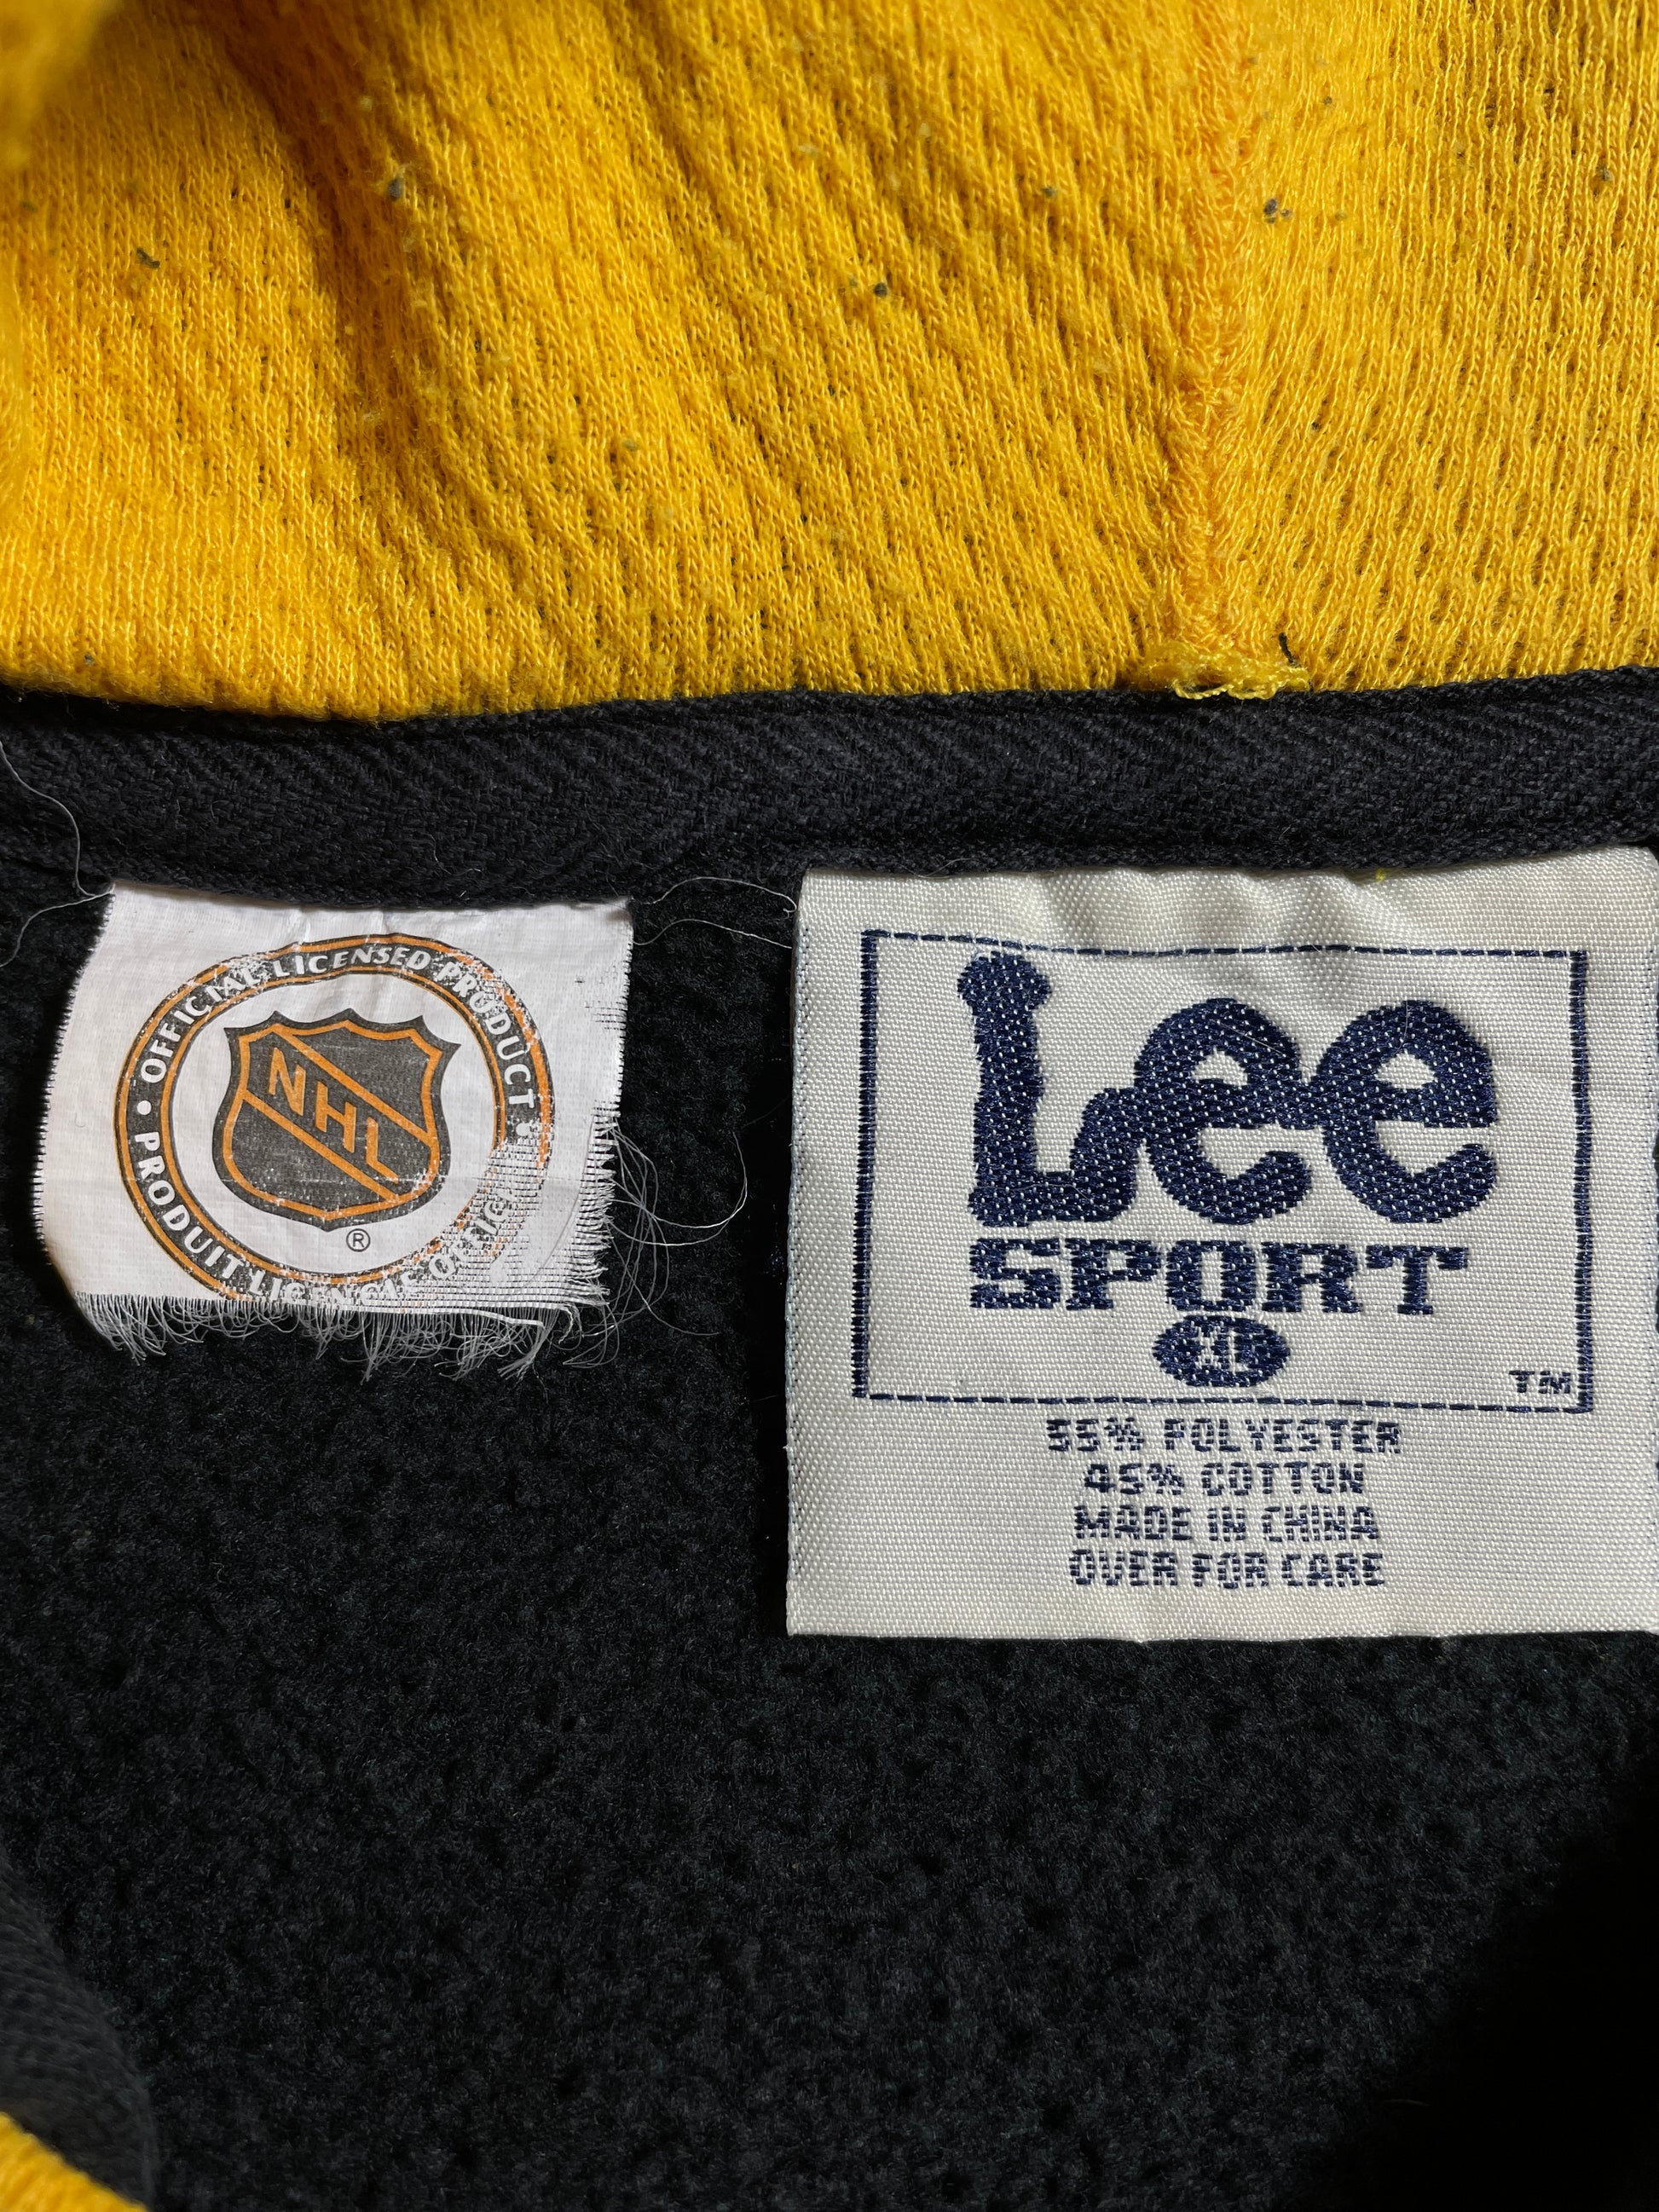 • OFFICIAL LICENSED PRODUCT •
NHL
®
PRODUIT LICENCIE OFFICIEL
Lee
SPORT
XL
TM
55% POLYESTER
45% COTTON
MADE IN CHINA
OVER FOR CARE